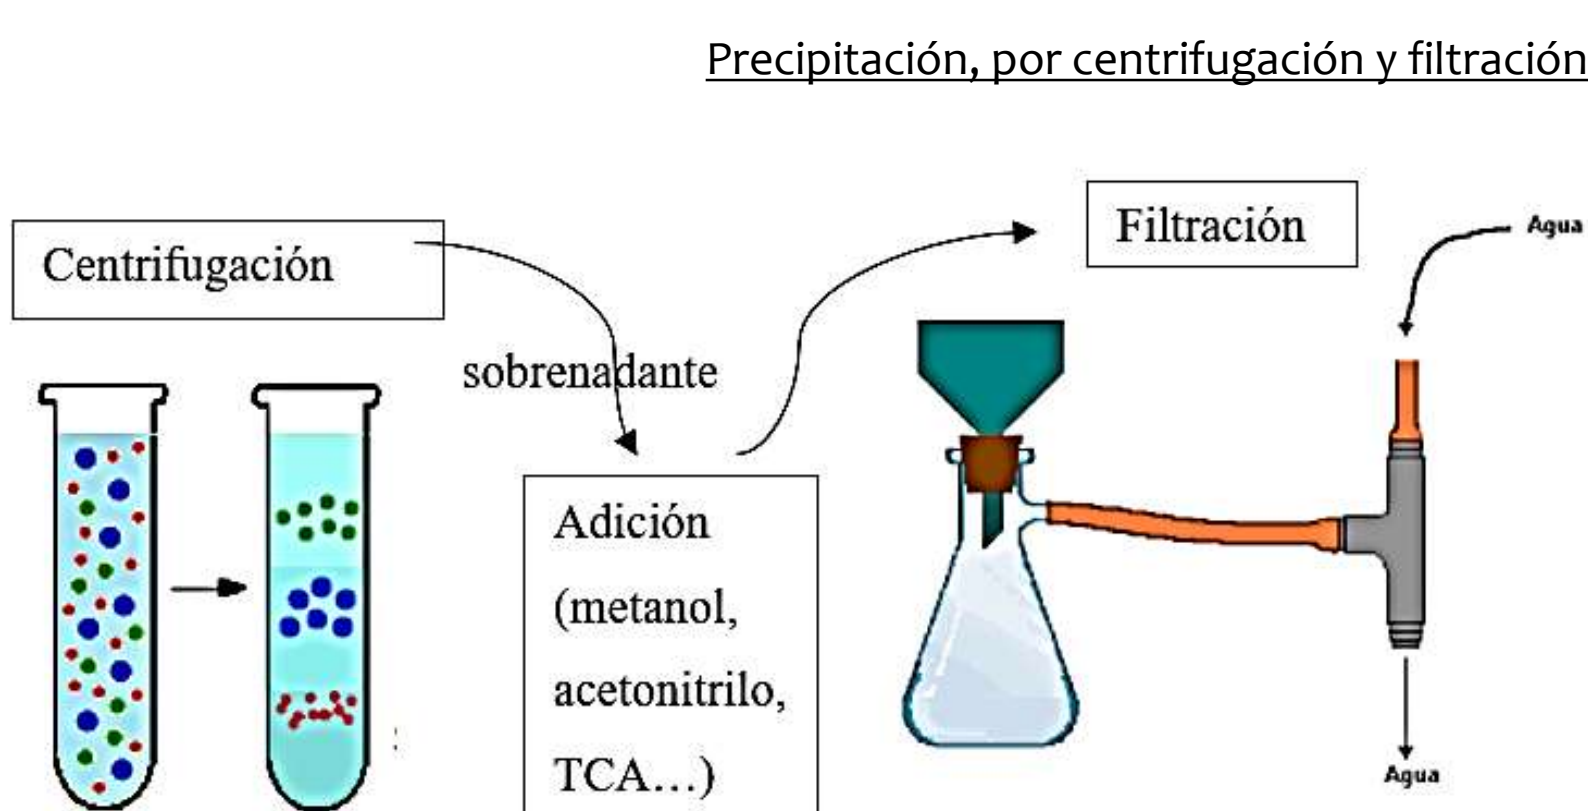 Precipitación, por centrifugación y filtración
Centrifugación
sobrenadante
Adición
(metanol,
acetonitrilo,
TCA...)
Filtración
Agua
Agua